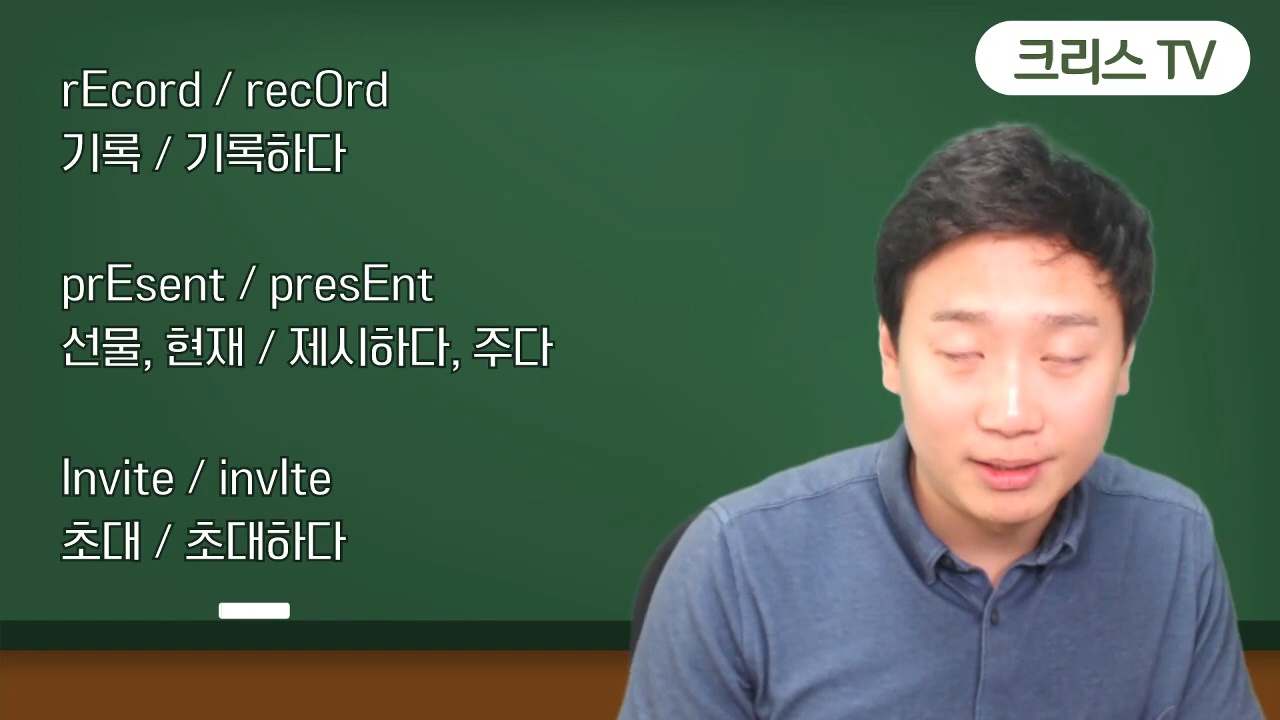 크리스 TV
rEcord / recOrd
기록 / 기록하다
prEsent / presEnt
선물, 현재 / 제시하다, 주다
Invite / invIte
초대 / 초대하다